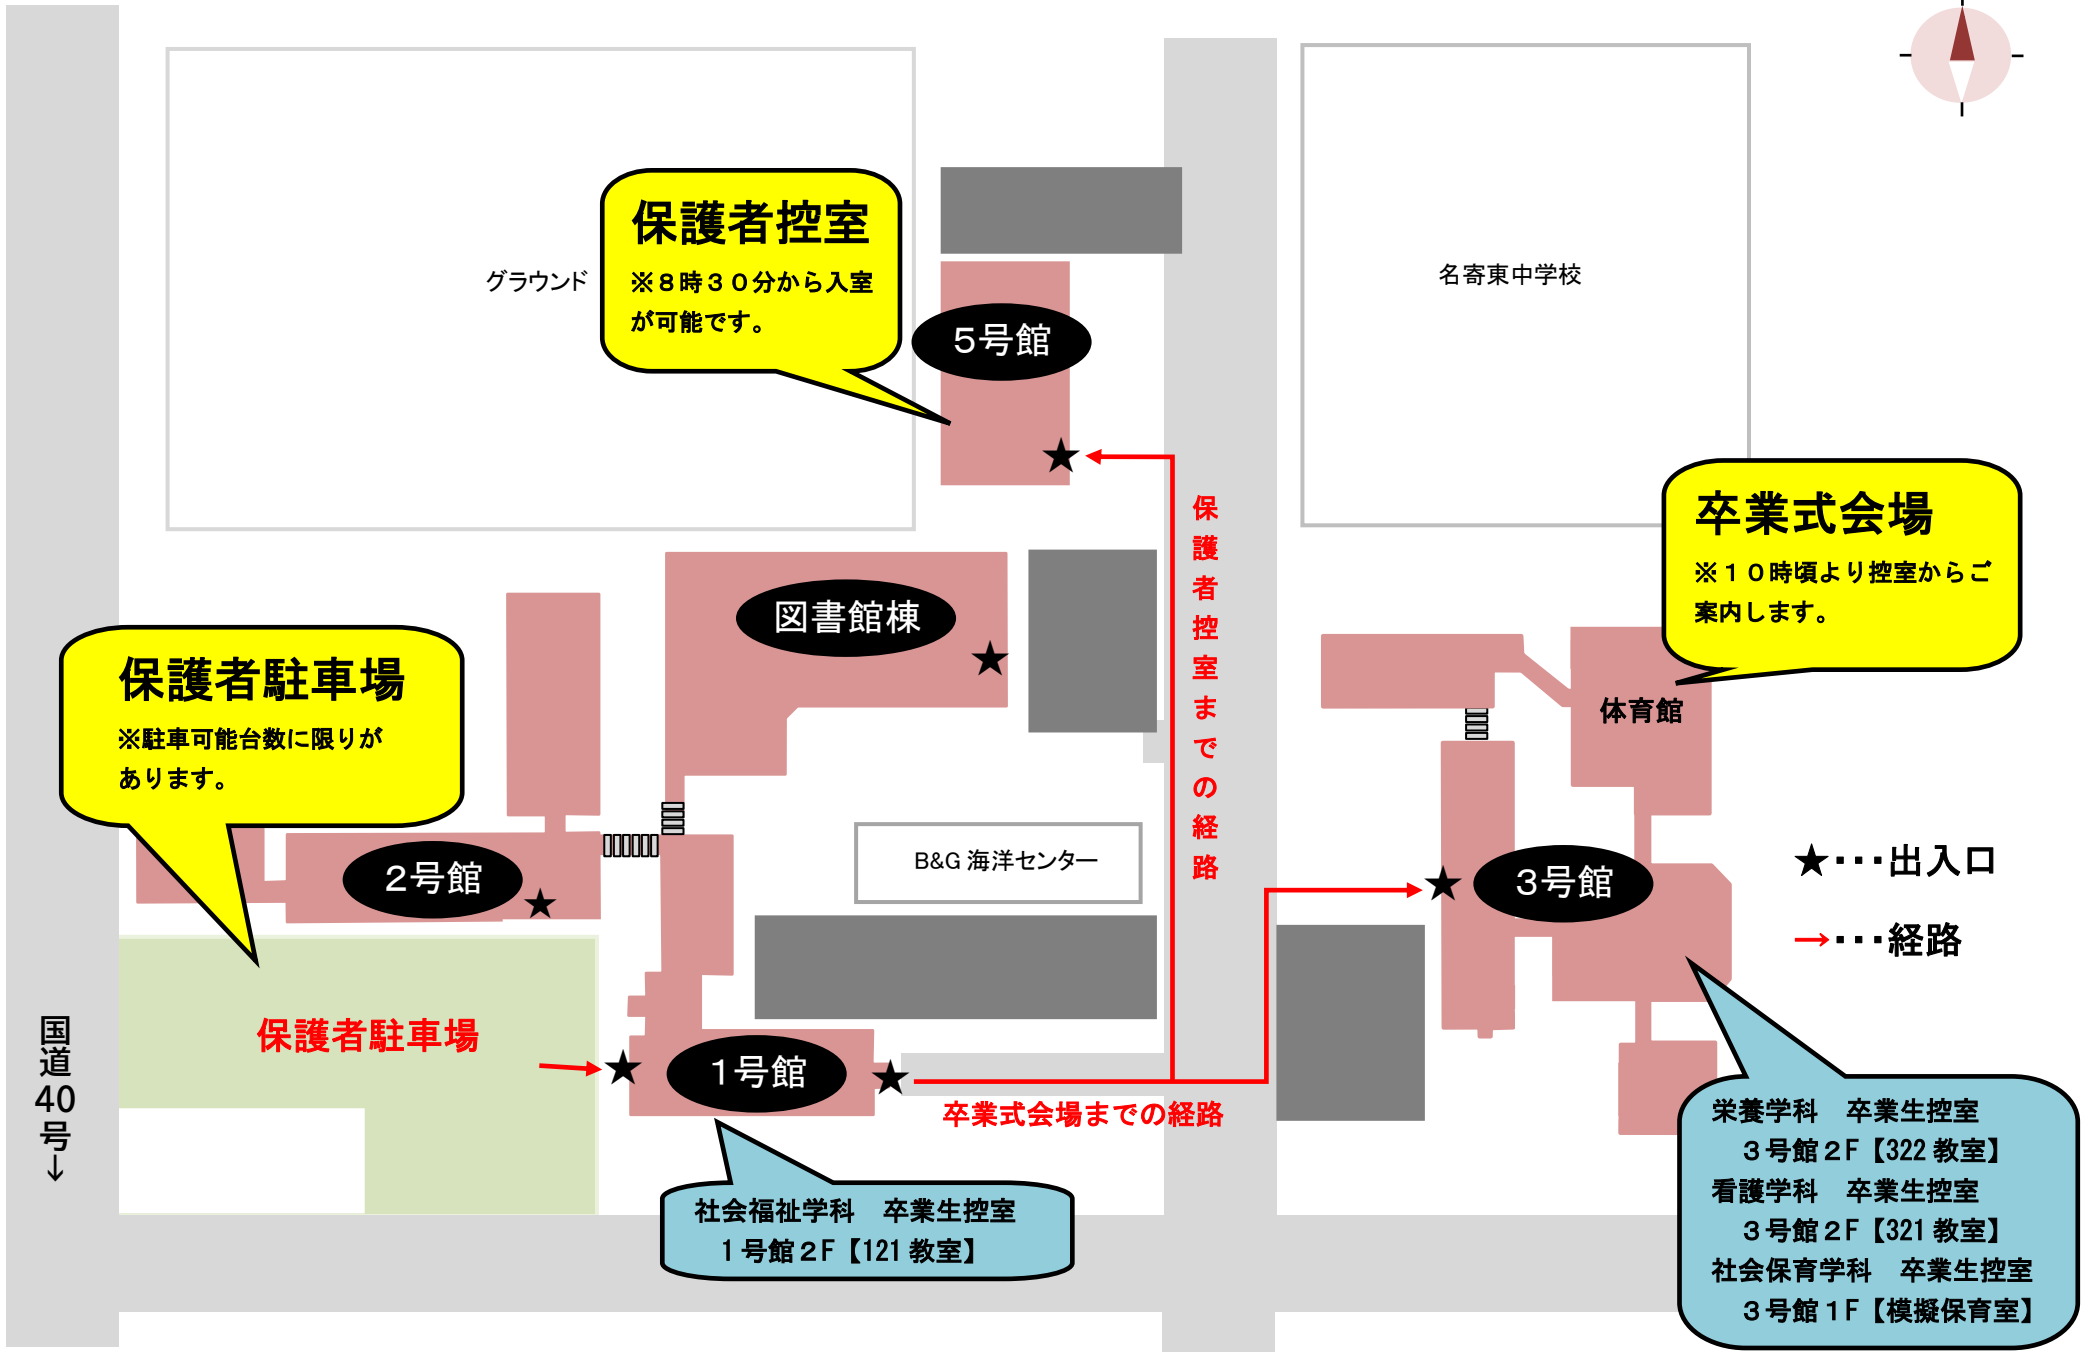 保護者控室
※８時３０分から入室
が可能です。
グラウンド
５号館
名寄東中学校
卒業式会場
※１０時頃より控室からご
案内します。
保護者控室までの経路
図書館棟
体育館
保護者駐車場
※駐車可能台数に限りが
あります。
２号館
B&G 海洋センター
３号館
★･･･出入口
→･･･経路
国道40号↓
保護者駐車場
１号館
卒業式会場までの経路
社会福祉学科　卒業生控室
１号館２F【121 教室】
栄養学科　卒業生控室
３号館２F【322 教室】
看護学科　卒業生控室
３号館２F【321 教室】
社会保育学科　卒業生控室
３号館１F【模擬保育室】